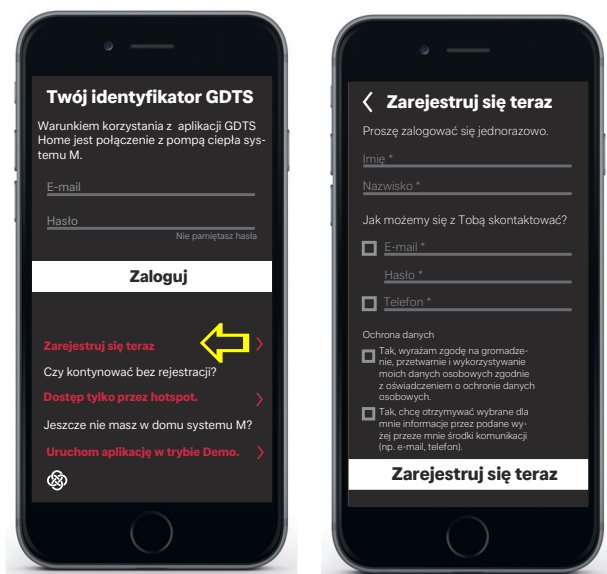 Twój identyfikator GDTS
Warunkiem korzystania z aplikacji GDTS
Home jest połączenie z pompą ciepła sys-
temu M.
E-mail
Hasło
Nie pamiętasz hasła
Zaloguj
Zarejestruj się teraz
Czy kontynować bez rejestracji?
Dostęp tylko przez hotspot.
Jeszcze nie masz w domu systemu M?
Uruchom aplikację w trybie Demo.
Zarejestruj się teraz
Proszę zalogować się jednorazowo.
Imię *
Nazwisko *
Jak możemy się z Tobą skontaktować?
E-mail *
Hasło *
Telefon *
Ochrona danych
Tak, wyrażam zgodę na gromadze-
nie, przetwarnie i wykorzystywanie
moich danych osobowych zgodnie
z oświadczeniem o ochronie danych
osobowych.
Tak, chcę otrzymywać wybrane dla
mnie informacje przez podane wy-
żej przeze mnie środki komunikacji
(np. e-mail, telefon).
Zarejestruj się teraz